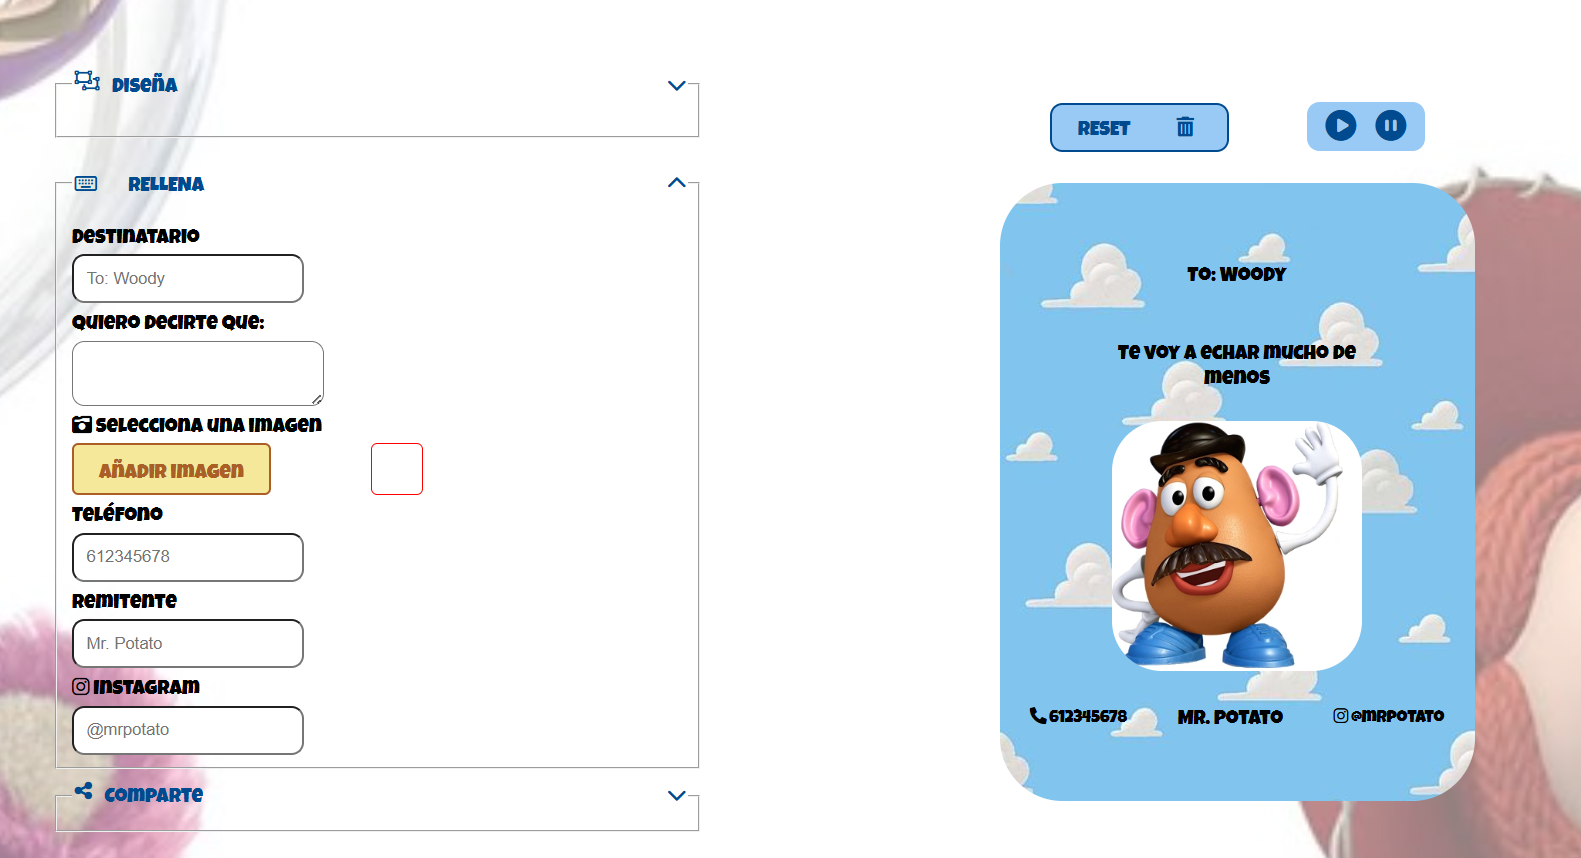 Diseña
RELLENA
Destinatario
To: Woody
Quiero decirte que:
Selecciona una imagen
Añadir imagen
Teléfono
612345678
Remitente
Mr. Potato
Instagram
@mrpotato
Comparte
RESET
To: Woody
Te voy a echar mucho de
menos
612345678
Mr. Potato
@mrpotato